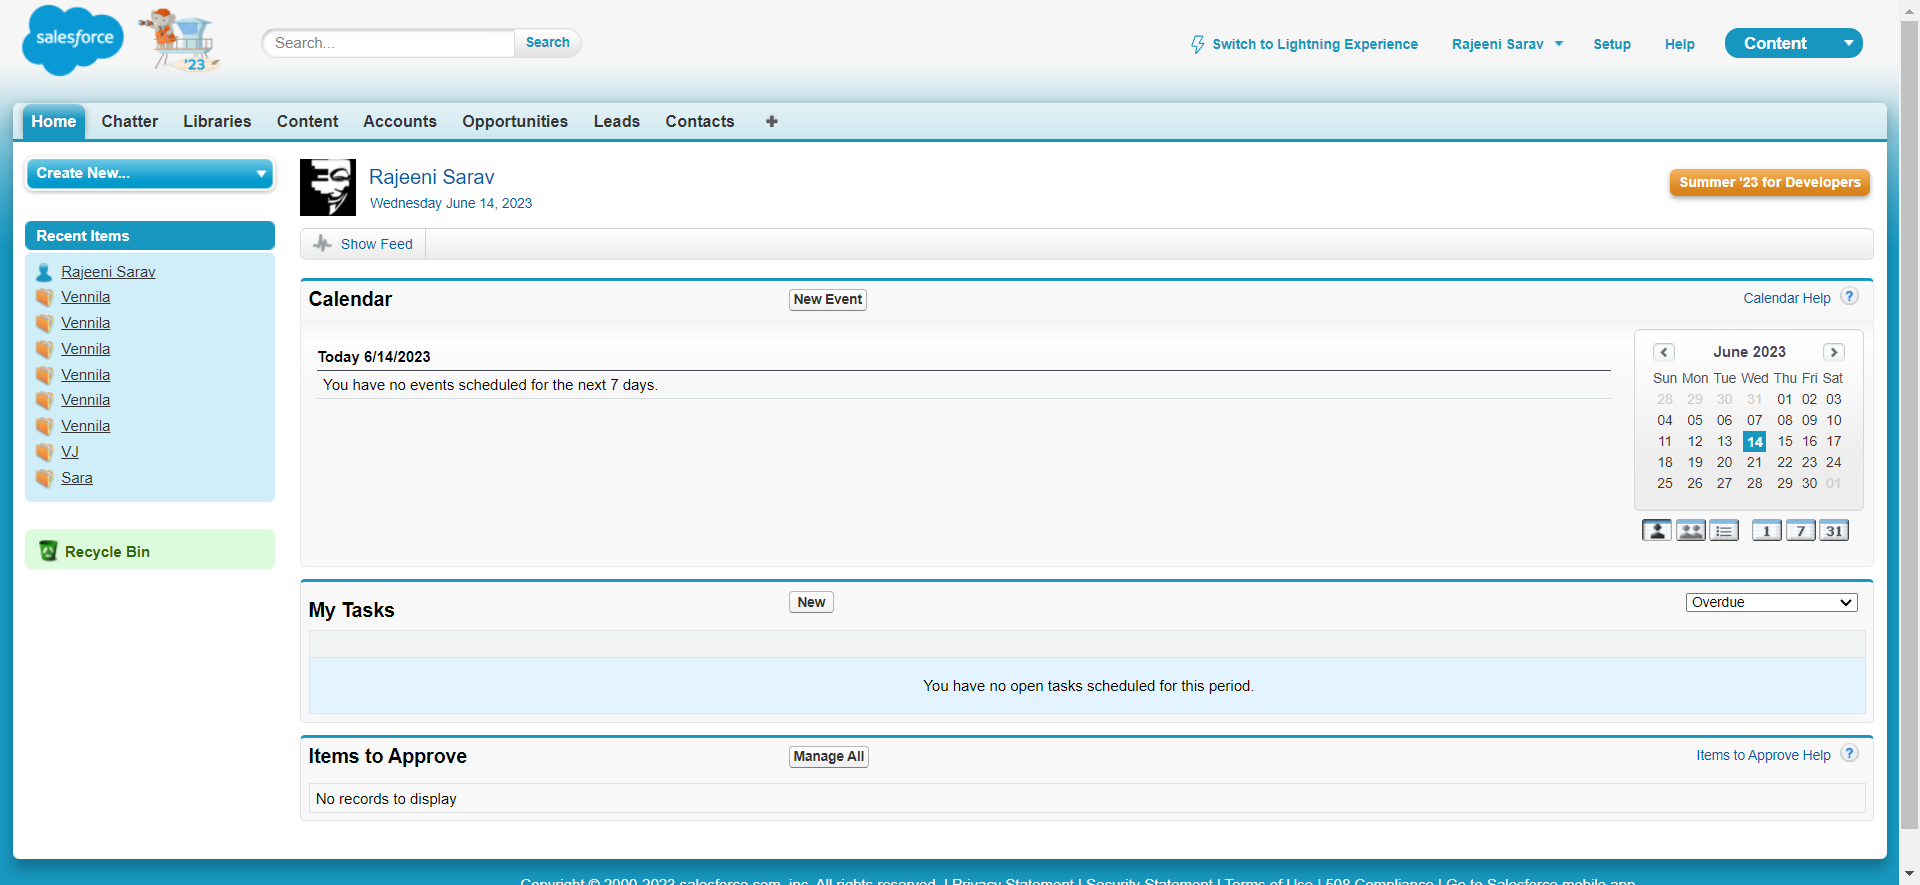 salesforce
'23
Search...
Search
Switch to Lightning Experience
Rajeeni Sarav
Setup
Help
Content
Home Chatter Libraries Content Accounts Opportunities Leads Contacts +
Create New...
Recent Items
Rajeeni Sarav
Vennila
Vennila
Vennila
Vennila
Vennila
Vennila
VJ
Sara
Recycle Bin
Rajeeni Sarav
Wednesday June 14, 2023
Summer '23 for Developers
Show Feed
Calendar
New Event
Calendar Help ?
Today 6/14/2023
You have no events scheduled for the next 7 days.
June 2023
Sun Mon Tue Wed Thu Fri Sat
28 29 30 31 01 02 03
04 05 06 07 08 09 10
11 12 13 14 15 16 17
18 19 20 21 22 23 24
25 26 27 28 29 30 01
1 7 31
My Tasks
New
Overdue
You have no open tasks scheduled for this period.
Items to Approve
Manage All
Items to Approve Help ?
No records to display
Copyright © 2000-2023 salesforce.com, inc. All rights reserved. | Privacy Statement | Security Statement | Terms of Use | 508 Compliance | Go to Salesforce mobile app